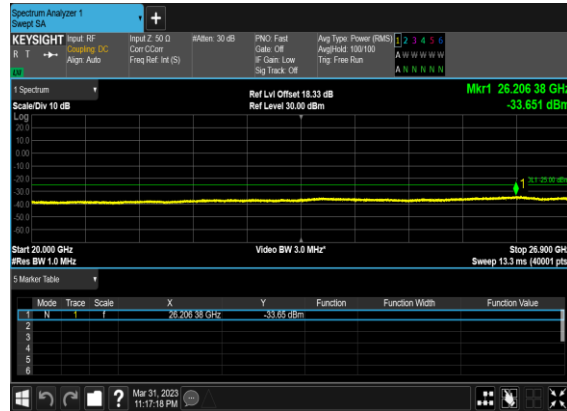 Spectrum Analyzer 1
Swept SA
+
KEYSIGHT Input: RF Input Z: 50 Ω #Atten: 30 dB PNO: Fast Avg Type: Power (RMS) 1 2 3 4 5 6
R T Coupling: DC Corr CCorr Gate: Off Avg|Hold: 100/100 A W W W W W
Align: Auto Freq Ref: Int (S) IF Gain: Low Trig: Free Run
Sig Track: Off A N N N N N
1 Spectrum Ref Lvl Offset 18.33 dB Mkr1 26.206 38 GHz
Scale/Div 10 dB Ref Level 30.00 dBm -33.651 dBm
Log
20.0
10.0
0.00
-10.0
-20.0
1 DL1 -25.00 dBm
-30.0
-40.0
-50.0
-60.0
Start 20.000 GHz Video BW 3.0 MHz* Stop 26.900 GHz
#Res BW 1.0 MHz Sweep 13.3 ms (40001 pts)
5 Marker Table
Mode Trace Scale X Y Function Function Width Function Value
1 N 1 f 26.206 38 GHz -33.65 dBm
2
3
4
5
6
? Mar 31, 2023
11:17:18 PM